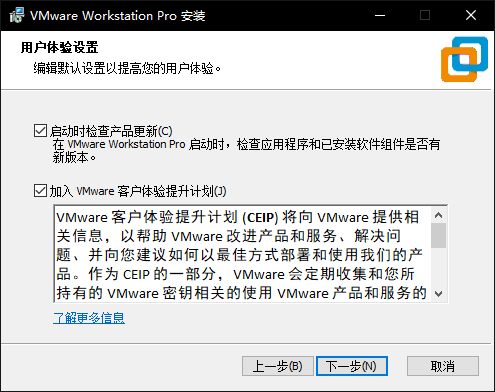 VMware Workstation Pro 安装
用户体验设置
编辑默认设置以提高您的用户体验。
启动时检查产品更新(C)
在 VMware Workstation Pro 启动时，检查应用程序和已安装软件组件是否有
新版本。
加入 VMware 客户体验提升计划(J)
VMware 客户体验提升计划 (CEIP) 将向 VMware 提供相
关信息，以帮助 VMware 改进产品和服务、解决问
题、并向您建议如何以最佳方式部署和使用我们的产
品。作为 CEIP 的一部分，VMware 会定期收集和您所
持有的 VMware 密钥相关的使用 VMware 产品和服务的
了解更多信息
上一步(B)
下一步(N)
取消